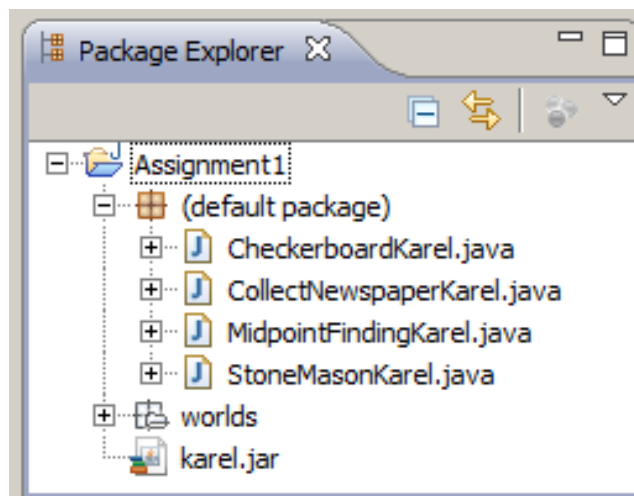 Package Explorer
Assignment1
(default package)
CheckerboardKarel.java
CollectNewspaperKarel.java
MidpointFindingKarel.java
StoneMasonKarel.java
worlds
karel.jar